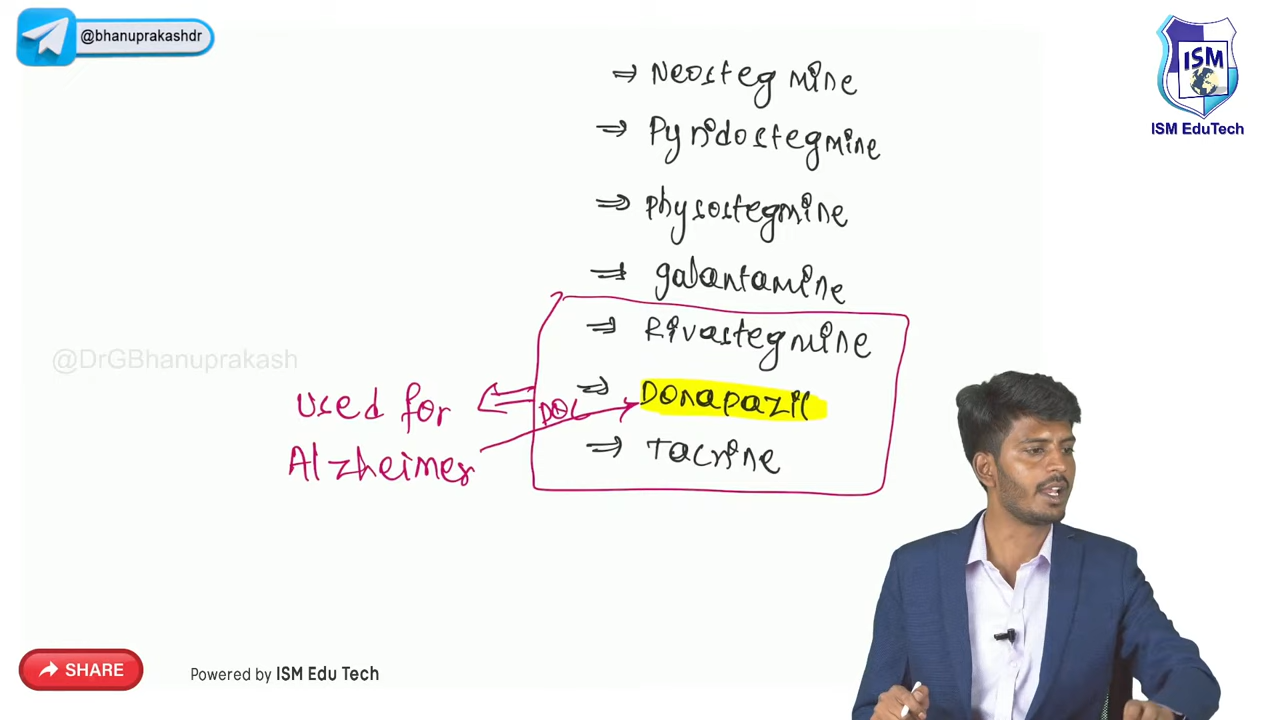 @bhanuprakashdr
ISM
ISM EduTech
⇒ Neostegmine
⇒ Pyridostegmine
⇒ Physostegmine
⇒ galantamine
⇒ Rivastegmine
⇒ Donapazil
⇒ Tacrine
DOC
used for
Alzheimer
@DrGBhanuprakash
SHARE
Powered by ISM Edu Tech